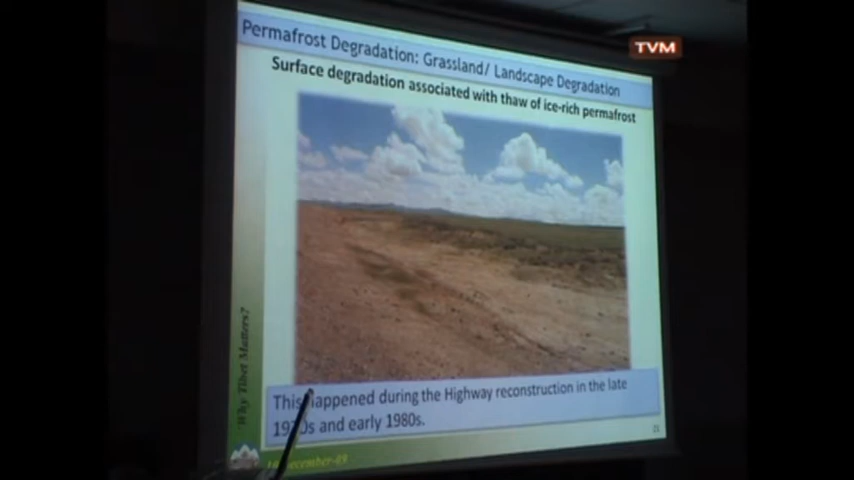 TVM
Permafrost Degradation: Grassland/ Landscape Degradation
Surface degradation associated with thaw of ice-rich permafrost
This happened during the Highway reconstruction in the late
1970s and early 1980s.
'Why Tibet Matters?'
21